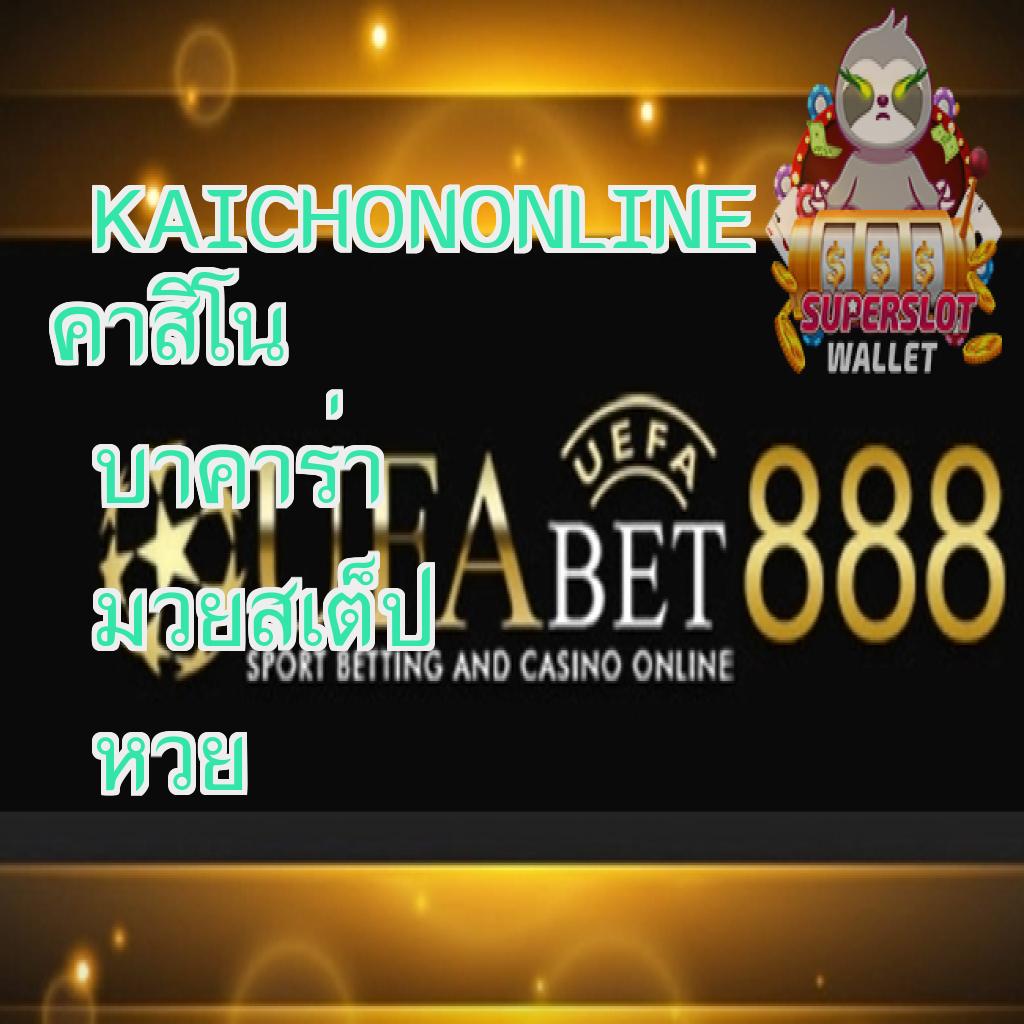 KAICHONONLINE
คาสิโน
บาคาร่า
มวยสเต็ป
หวย
UEFA
UFABET888
SPORT BETTING AND CASINO ONLINE
$ $ $
SUPERSLOT
WALLET